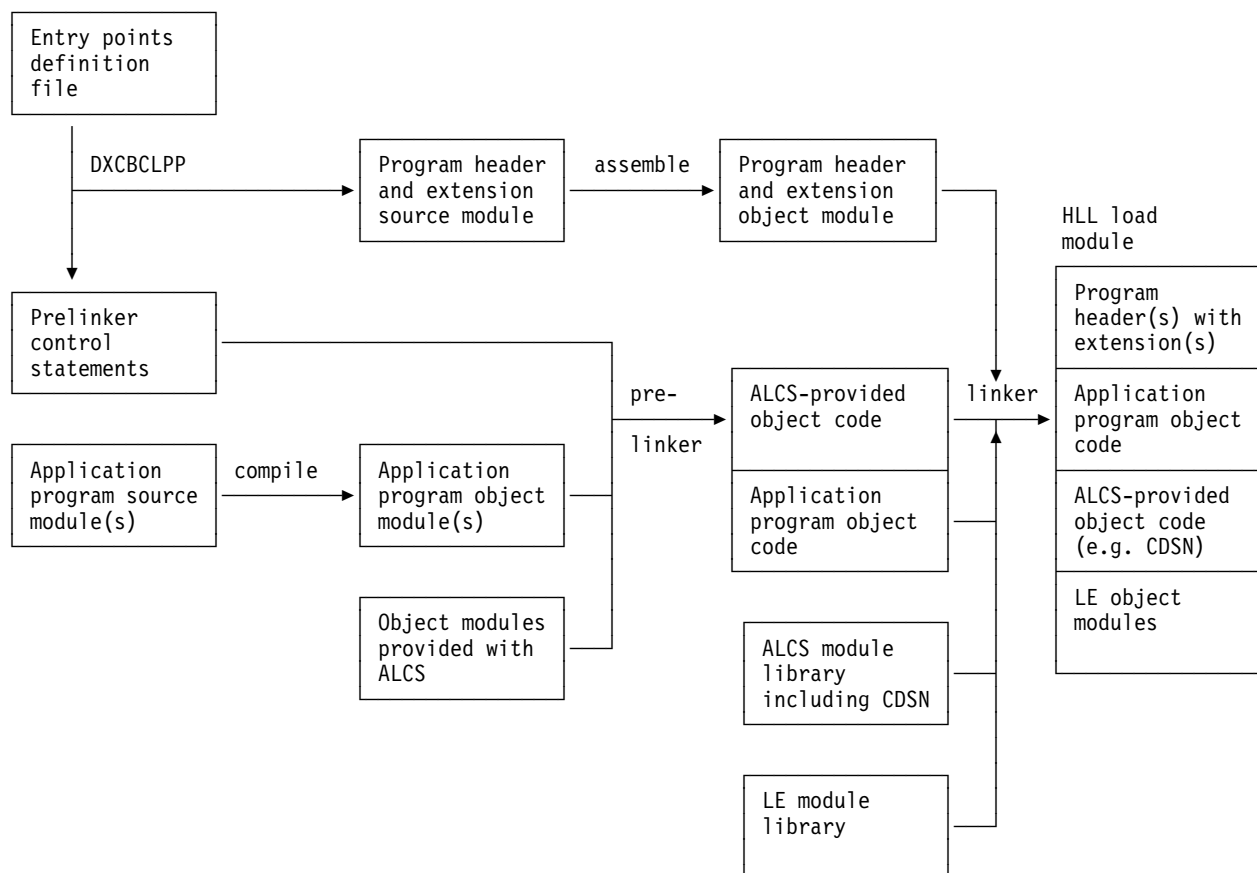 Entry points
definition
file
DXCBCLPP
Program header
and extension
source module
assemble
Program header
and extension
object module
HLL load
module
Prelinker
control
statements
Program
header(s) with
extension(s)
pre-
linker
ALCS-provided
object code
linker
Application
program object
code
Application
program source
module(s)
compile
Application
program object
module(s)
Application
program object
code
ALCS-provided
object code
(e.g. CDSN)
Object modules
provided with
ALCS
LE object
modules
ALCS module
library
including CDSN
LE module
library